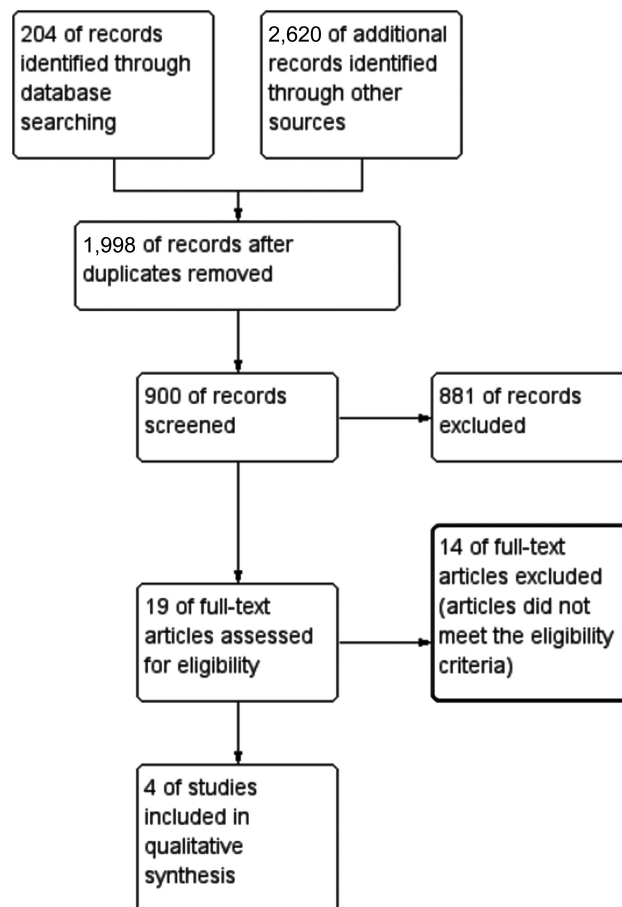 204 of records
identified through
database
searching
2,620 of additional
records identified
through other
sources
1,998 of records after
duplicates removed
900 of records
screened
881 of records
excluded
19 of full-text
articles assessed
for eligibility
14 of full-text
articles excluded
(articles did not
meet the eligibility
criteria)
4 of studies
included in
qualitative
synthesis